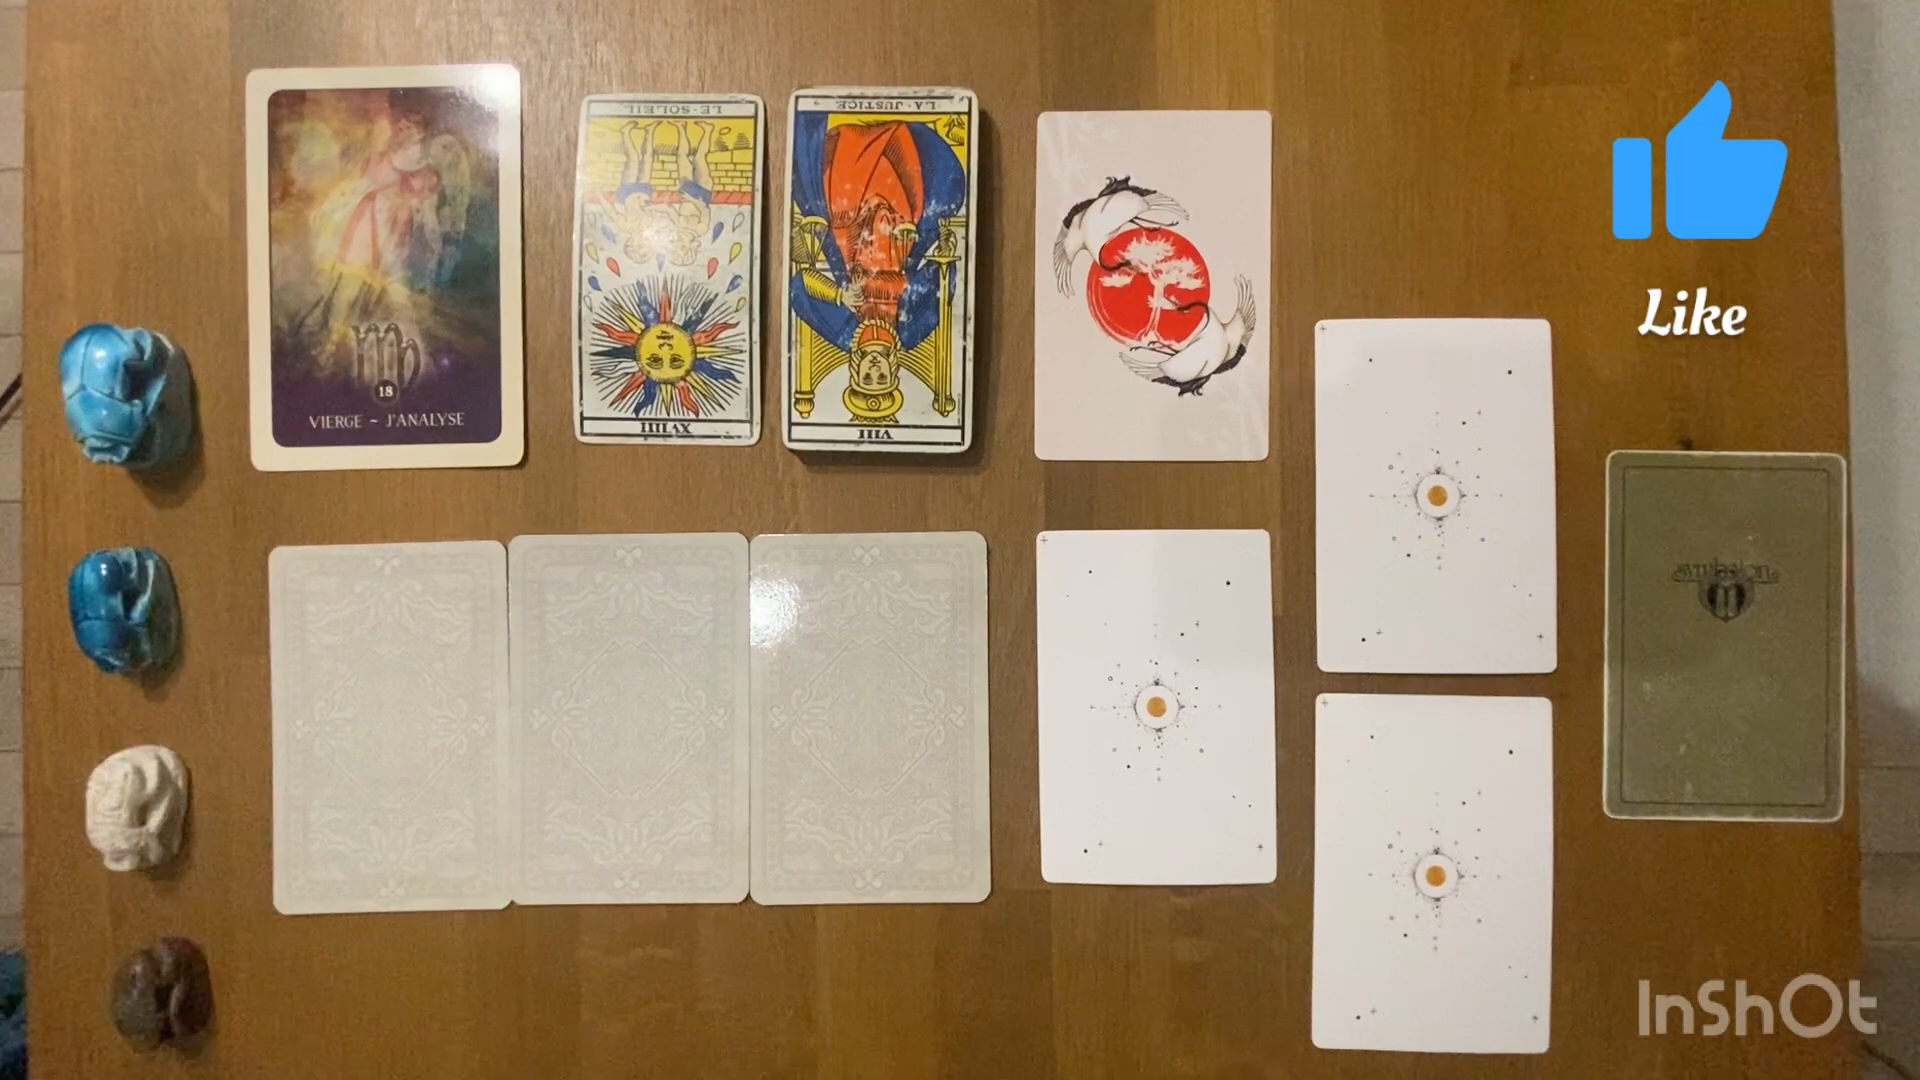 LE·SOLEIL
LA·JUSTICE
Like
18
VIERGE ~ J'ANALYSE
XVIIII
VIII
InShOt